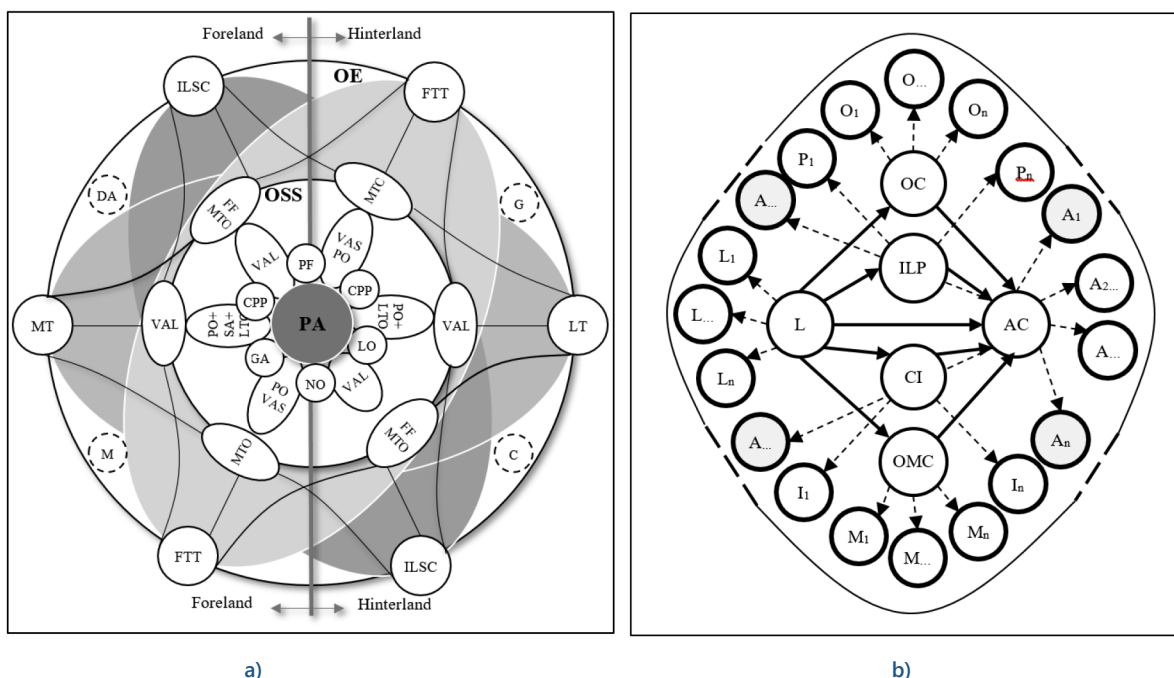 Foreland
Hinterland
OE
ILSC
FTT
DA
OSS
MTC
G
FF
MTO
VAL
VAS
PO
PF
CPP
CPP
MT
VAL
PO+
SA+
LTO
PA
PO+
LTO
VAL
LT
GA
LO
NO
PO
VAS
VAL
M
MTO
FF
MTO
C
FTT
ILSC
Foreland
Hinterland
a)
O...
O1
On
P1
OC
Pn
A...
A1
L1
ILP
A2...
L...
L
AC
A...
Ln
CI
A...
An
OMC
I1
In
M1
Mn
M...
b)